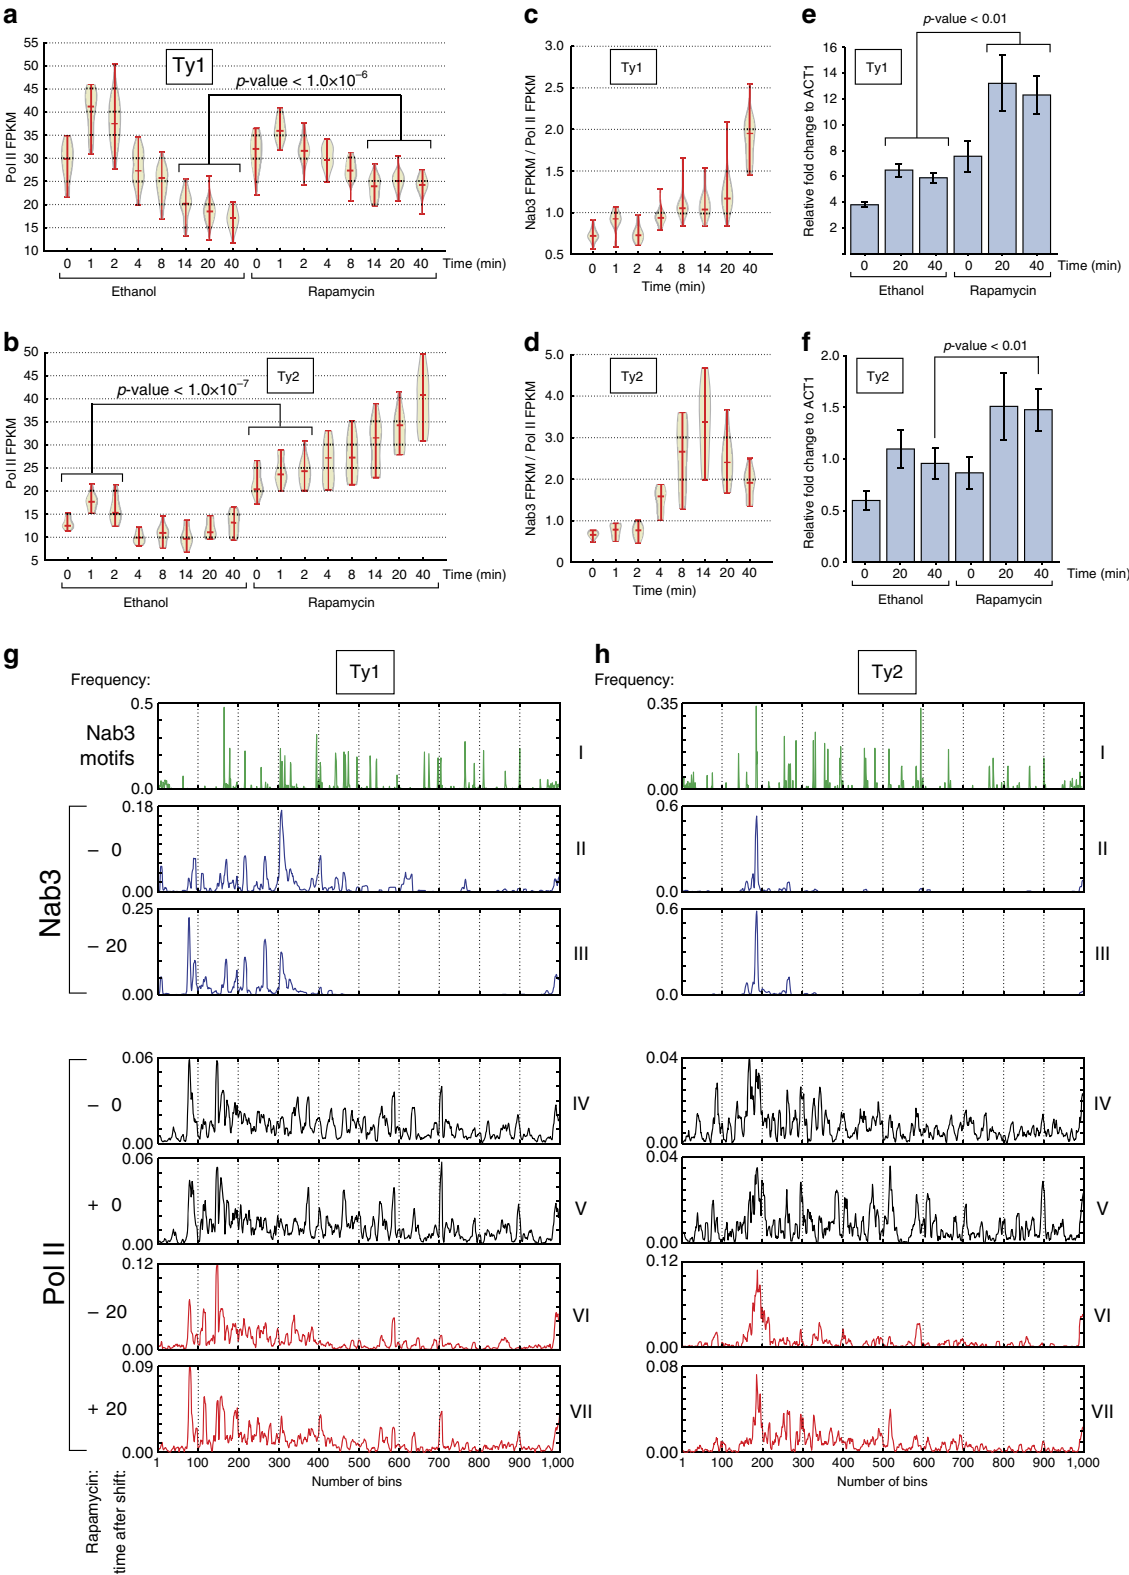 a
55
50
45
40
35
30
25
20
15
10
Pol II FPKM
Ty1
p-value < 1.0×10−6
0 1 2 4 8 14 20 40 0 1 2 4 8 14 20 40 Time (min)
Ethanol Rapamycin
b
50
45
40
35
30
25
20
15
10
5
Pol II FPKM
Ty2
p-value < 1.0×10−7
0 1 2 4 8 14 20 40 0 1 2 4 8 14 20 40 Time (min)
Ethanol Rapamycin
c
3.0
2.5
2.0
1.5
1.0
0.5
Nab3 FPKM / Pol II FPKM
Ty1
0 1 2 4 8 14 20 40
Time (min)
d
5.0
4.0
3.0
2.0
1.0
0
Nab3 FPKM / Pol II FPKM
Ty2
0 1 2 4 8 14 20 40
Time (min)
e
p-value < 0.01
16
14
12
10
8
6
4
2
Relative fold change to ACT1
Ty1
0 20 40 0 20 40 Time (min)
Ethanol Rapamycin
f
p-value < 0.01
2.0
1.5
1.0
0.5
0.0
Relative fold change to ACT1
Ty2
0 20 40 0 20 40 Time (min)
Ethanol Rapamycin
g
Ty1
Frequency:
Nab3
motifs
0.5
0.0
I
Nab3
– 0
0.18
0.00
II
– 20
0.25
0.00
III
Pol II
– 0
0.06
0.00
IV
+ 0
0.06
0.00
V
– 20
0.12
0.00
VI
+ 20
0.09
0.00
VII
1 100 200 300 400 500 600 700 800 900 1,000
Number of bins
Rapamycin:
time after shift:
h
Ty2
Frequency:
0.35
0.00
I
0.6
0.0
II
0.6
0.0
III
0.04
0.00
IV
0.04
0.00
V
0.12
0.00
VI
0.08
0.00
VII
1 100 200 300 400 500 600 700 800 900 1,000
Number of bins